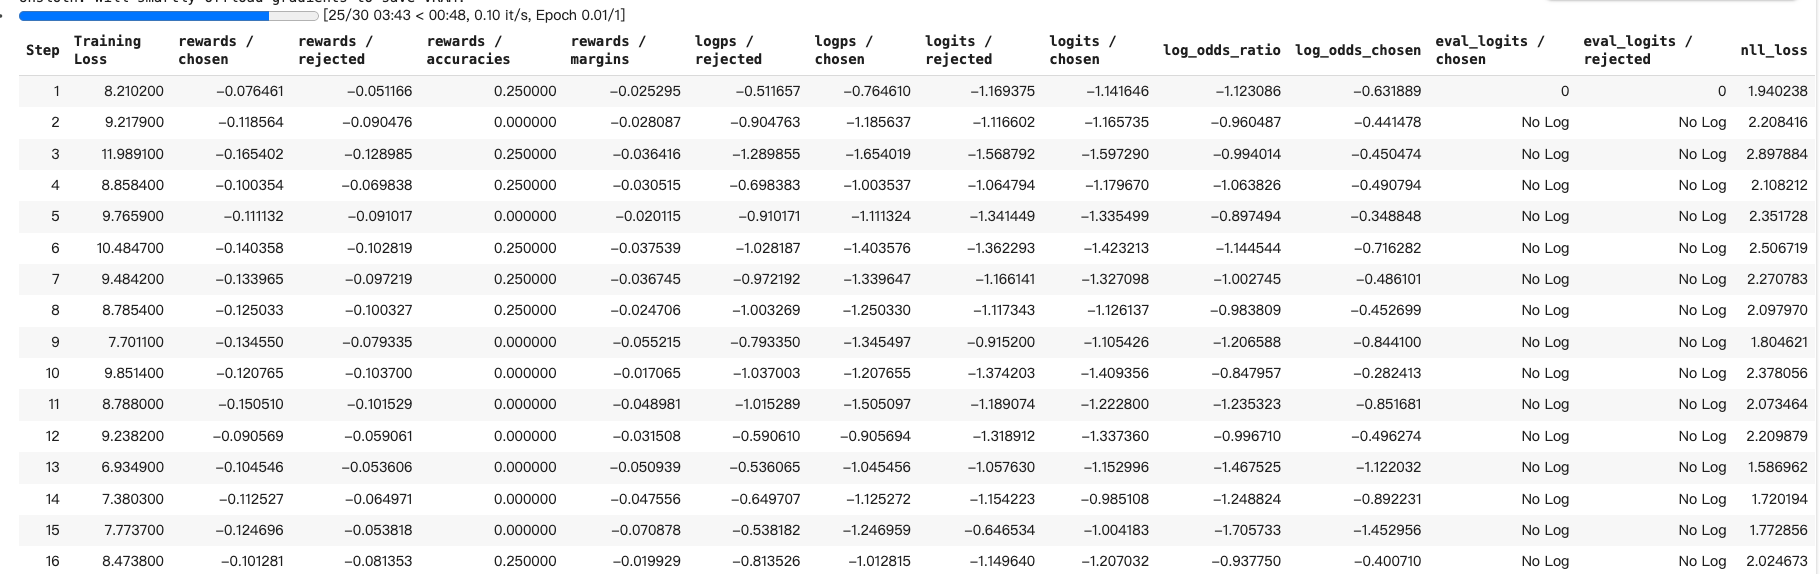 Unsloth: Will smartly offload gradients to save VRAM!
[25/30 03:43 < 00:48, 0.10 it/s, Epoch 0.01/1]
Step Training Loss rewards / chosen rewards / rejected rewards / accuracies rewards / margins logps / rejected logps / chosen logits / rejected logits / chosen log_odds_ratio log_odds_chosen eval_logits / chosen eval_logits / rejected nll_loss
1 8.210200 −0.076461 −0.051166 0.250000 −0.025295 −0.511657 −0.764610 −1.169375 −1.141646 −1.123086 −0.631889 0 0 1.940238
2 9.217900 −0.118564 −0.090476 0.000000 −0.028087 −0.904763 −1.185637 −1.116602 −1.165735 −0.960487 −0.441478 No Log No Log 2.208416
3 11.989100 −0.165402 −0.128985 0.250000 −0.036416 −1.289855 −1.654019 −1.568792 −1.597290 −0.994014 −0.450474 No Log No Log 2.897884
4 8.858400 −0.100354 −0.069838 0.250000 −0.030515 −0.698383 −1.003537 −1.064794 −1.179670 −1.063826 −0.490794 No Log No Log 2.108212
5 9.765900 −0.111132 −0.091017 0.000000 −0.020115 −0.910171 −1.111324 −1.341449 −1.335499 −0.897494 −0.348848 No Log No Log 2.351728
6 10.484700 −0.140358 −0.102819 0.250000 −0.037539 −1.028187 −1.403576 −1.362293 −1.423213 −1.144544 −0.716282 No Log No Log 2.506719
7 9.484200 −0.133965 −0.097219 0.250000 −0.036745 −0.972192 −1.339647 −1.166141 −1.327098 −1.002745 −0.486101 No Log No Log 2.270783
8 8.785400 −0.125033 −0.100327 0.250000 −0.024706 −1.003269 −1.250330 −1.117343 −1.126137 −0.983809 −0.452699 No Log No Log 2.097970
9 7.701100 −0.134550 −0.079335 0.000000 −0.055215 −0.793350 −1.345497 −0.915200 −1.105426 −1.206588 −0.844100 No Log No Log 1.804621
10 9.851400 −0.120765 −0.103700 0.000000 −0.017065 −1.037003 −1.207655 −1.374203 −1.409356 −0.847957 −0.282413 No Log No Log 2.378056
11 8.788000 −0.150510 −0.101529 0.000000 −0.048981 −1.015289 −1.505097 −1.189074 −1.222800 −1.235323 −0.851681 No Log No Log 2.073464
12 9.238200 −0.090569 −0.059061 0.000000 −0.031508 −0.590610 −0.905694 −1.318912 −1.337360 −0.996710 −0.496274 No Log No Log 2.209879
13 6.934900 −0.104546 −0.053606 0.000000 −0.050939 −0.536065 −1.045456 −1.057630 −1.152996 −1.467525 −1.122032 No Log No Log 1.586962
14 7.380300 −0.112527 −0.064971 0.000000 −0.047556 −0.649707 −1.125272 −1.154223 −0.985108 −1.248824 −0.892231 No Log No Log 1.720194
15 7.773700 −0.124696 −0.053818 0.000000 −0.070878 −0.538182 −1.246959 −0.646534 −1.004183 −1.705733 −1.452956 No Log No Log 1.772856
16 8.473800 −0.101281 −0.081353 0.250000 −0.019929 −0.813526 −1.012815 −1.149640 −1.207032 −0.937750 −0.400710 No Log No Log 2.024673